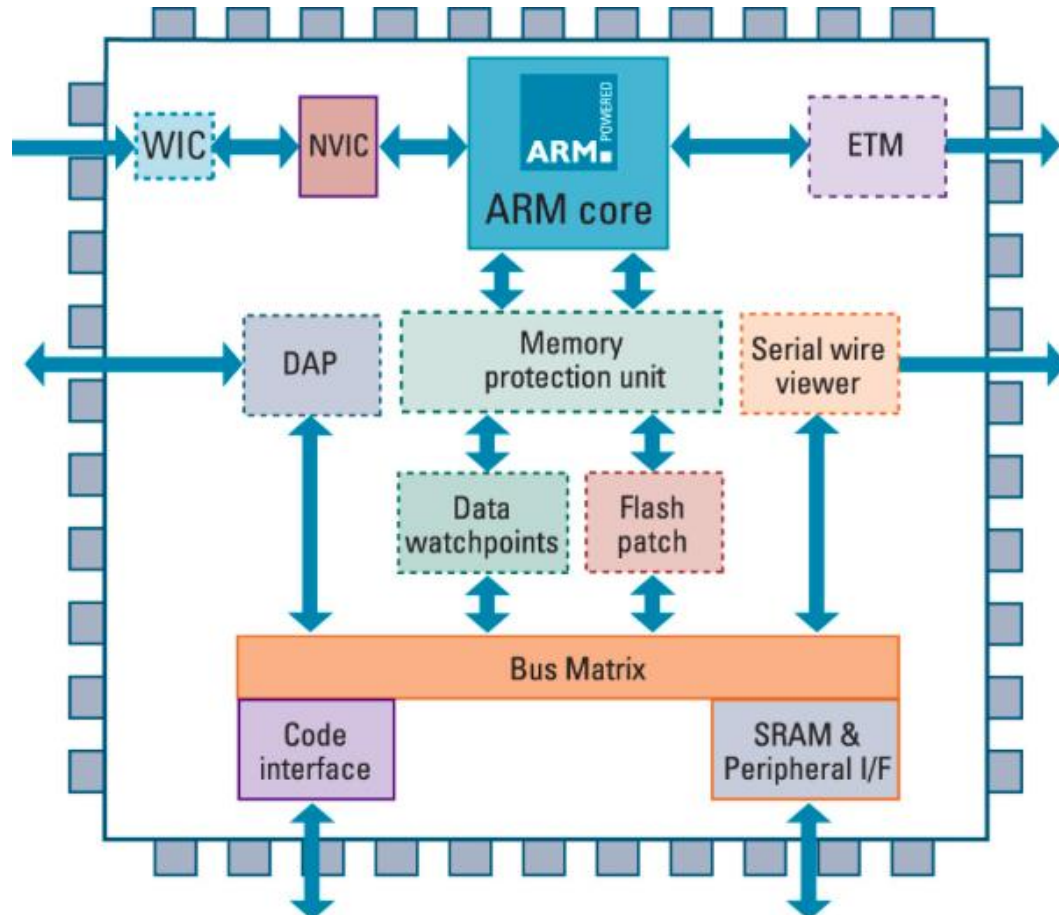 WIC
NVIC
ARM
POWERED
ARM core
ETM
DAP
Memory
protection unit
Serial wire
viewer
Data
watchpoints
Flash
patch
Bus Matrix
Code
interface
SRAM &
Peripheral I/F